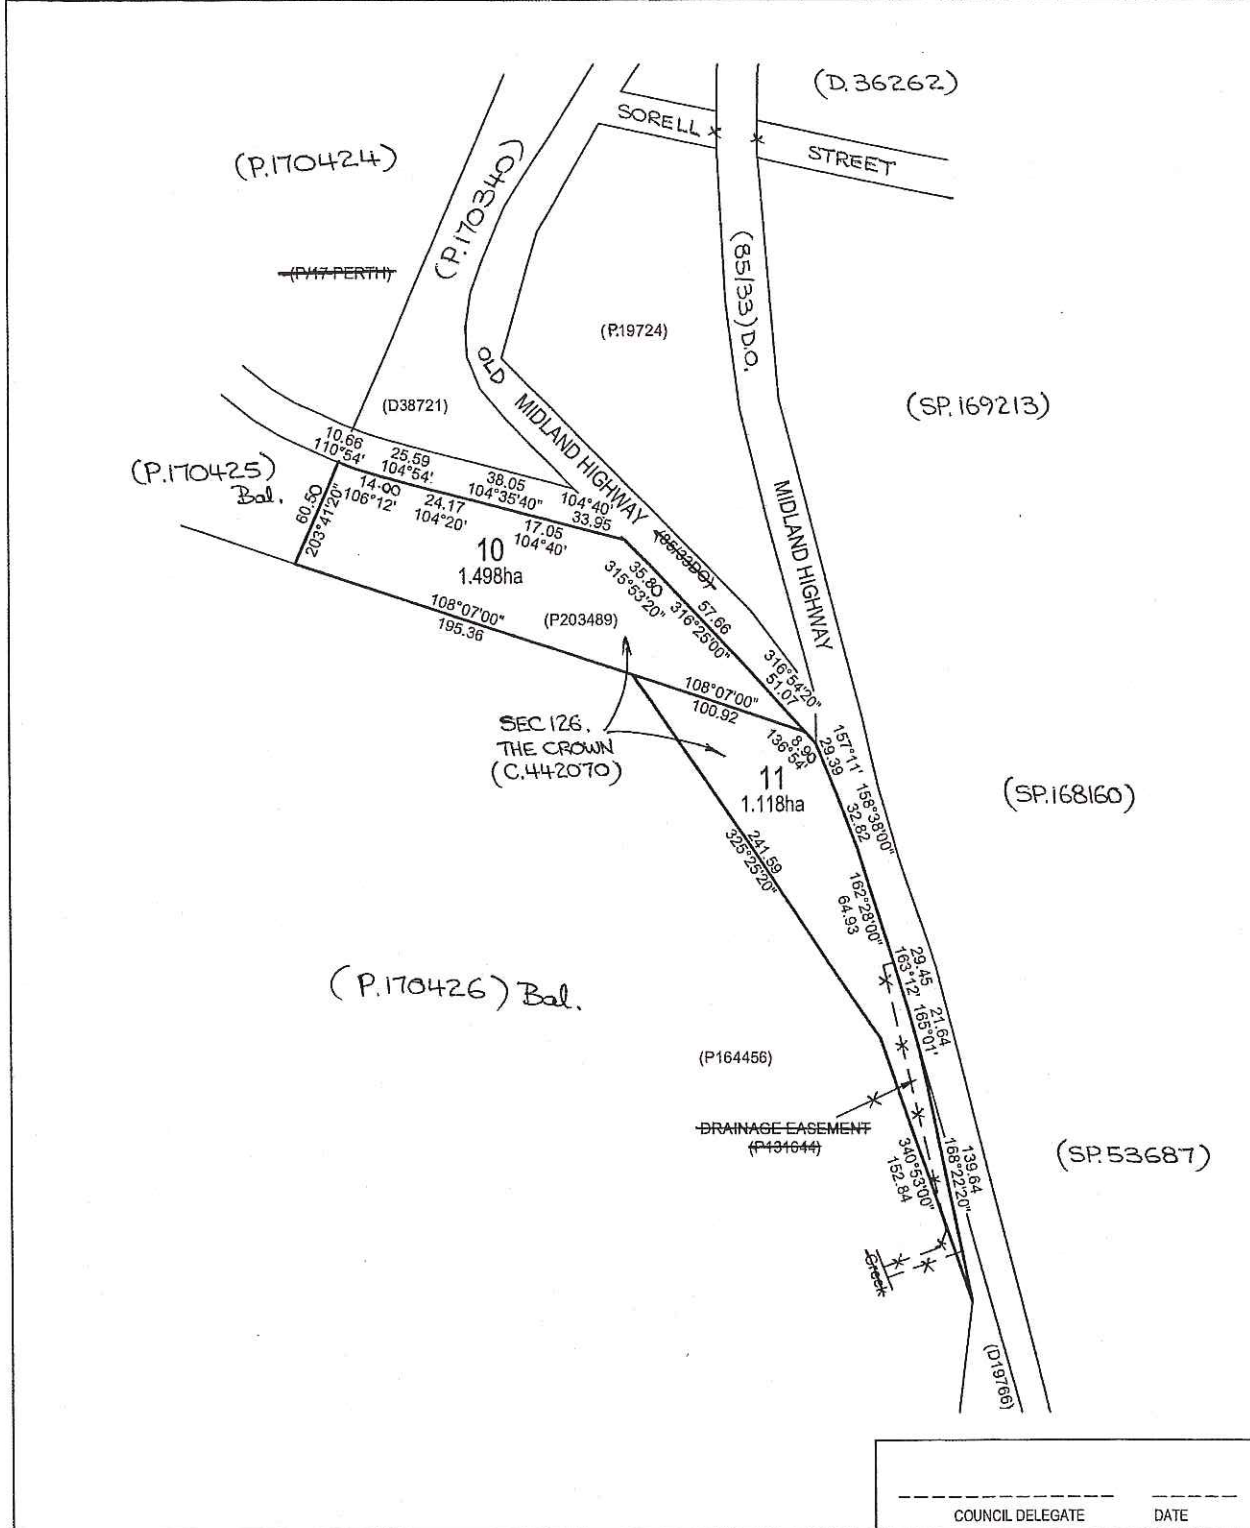 (D.36262)
SORELL
STREET
(P.170424)
(P.170340)
(P/17 PERTH)
(85/33) D.O.
(P.19724)
OLD
MIDLAND HIGHWAY
(D38721)
(SP.169213)
10.66
110°54'
25.59
104°54'
38.05
104°35'40"
104°40'
33.95
(P.170425)
Bal.
60.50
203°41'20"
14.00
106°12'
24.17
104°20'
17.05
104°40'
(85/33DO)
MIDLAND HIGHWAY
10
1.498ha
35.80
315°53'20"
57.66
316°25'00"
108°07'00"
195.36
(P203489)
316°54'20"
51.07
108°07'00"
100.92
SEC 126.
THE CROWN
(C.442070)
8.90
136°54'
157°11'
29.39
11
1.118ha
158°38'00"
32.82
(SP.168160)
241.59
325°25'20"
162°28'00"
64.93
29.45
163°12'
(P.170426) Bal.
21.64
165°01'
(P164456)
DRAINAGE EASEMENT
(P131644)
340°53'00"
152.84
139.64
168°22'20"
(SP.53687)
Creek
(D19766)
COUNCIL DELEGATE
DATE